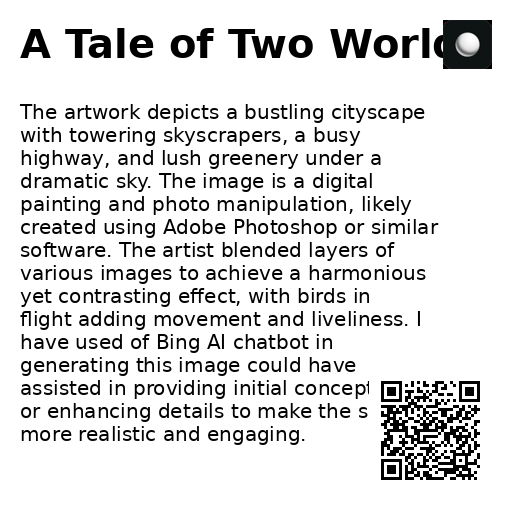 A Tale of Two
The artwork depicts a bustling cityscape
with towering skyscrapers, a busy
highway, and lush greenery under a
dramatic sky. The image is a digital
painting and photo manipulation, likely
created using Adobe Photoshop or similar
software. The artist blended layers of
various images to achieve a harmonious
yet contrasting effect, with birds in
flight adding movement and liveliness. I
have used of Bing AI chatbot in
generating this image could have
assisted in providing initial concept
or enhancing details to make the
more realistic and engaging.